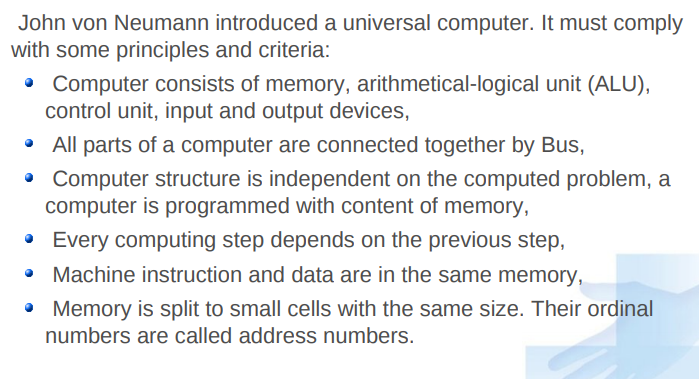 John von Neumann introduced a universal computer. It must comply
with some principles and criteria:
Computer consists of memory, arithmetical-logical unit (ALU),
control unit, input and output devices,
All parts of a computer are connected together by Bus,
Computer structure is independent on the computed problem, a
computer is programmed with content of memory,
Every computing step depends on the previous step,
Machine instruction and data are in the same memory,
Memory is split to small cells with the same size. Their ordinal
numbers are called address numbers.